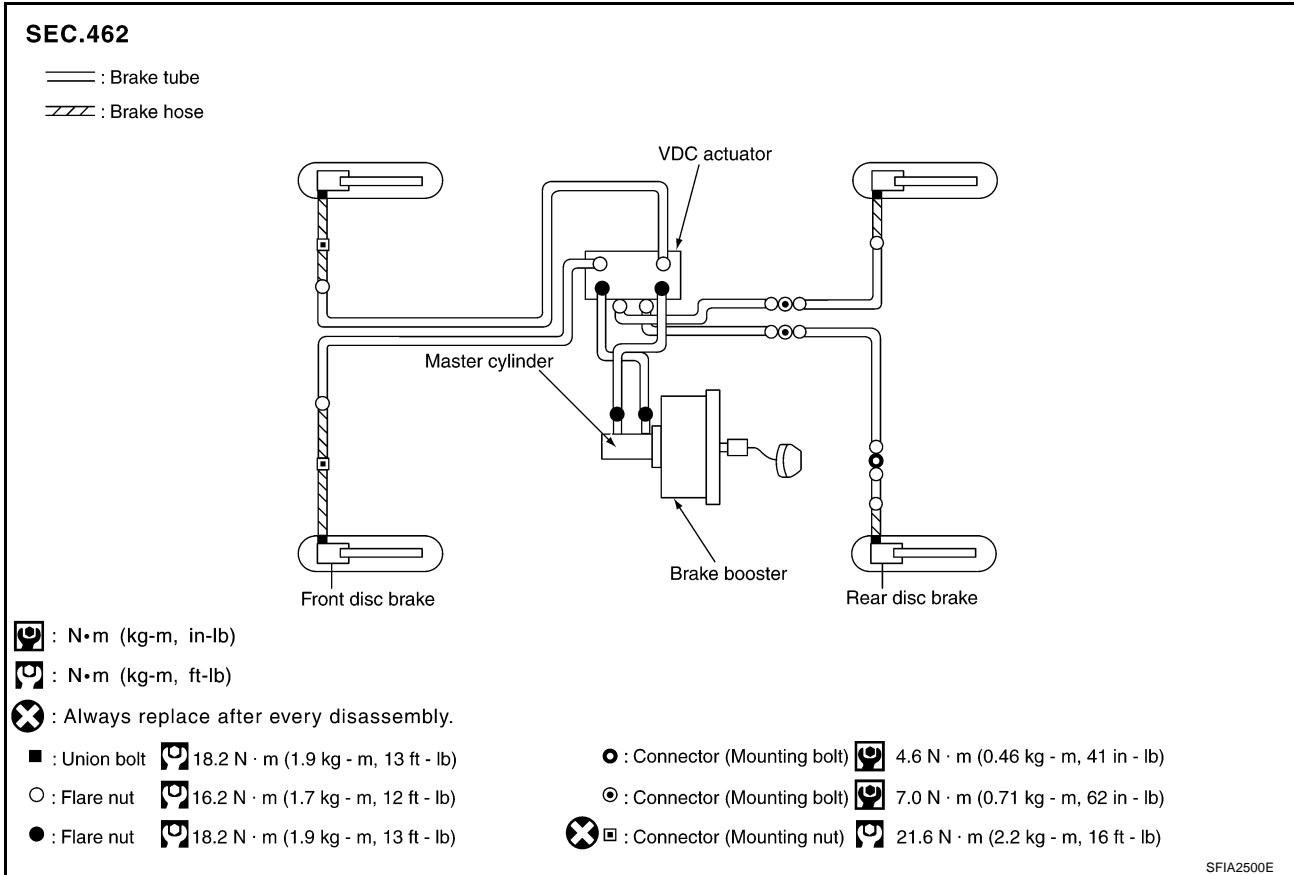 SEC.462
: Brake tube
: Brake hose
VDC actuator
Master cylinder
Brake booster
Front disc brake
Rear disc brake
: N•m (kg-m, in-lb)
: N•m (kg-m, ft-lb)
: Always replace after every disassembly.
■ : Union bolt 18.2 N · m (1.9 kg - m, 13 ft - lb)
○ : Flare nut 16.2 N · m (1.7 kg - m, 12 ft - lb)
● : Flare nut 18.2 N · m (1.9 kg - m, 13 ft - lb)
: Connector (Mounting bolt) 4.6 N · m (0.46 kg - m, 41 in - lb)
: Connector (Mounting bolt) 7.0 N · m (0.71 kg - m, 62 in - lb)
: Connector (Mounting nut) 21.6 N · m (2.2 kg - m, 16 ft - lb)
SFIA2500E